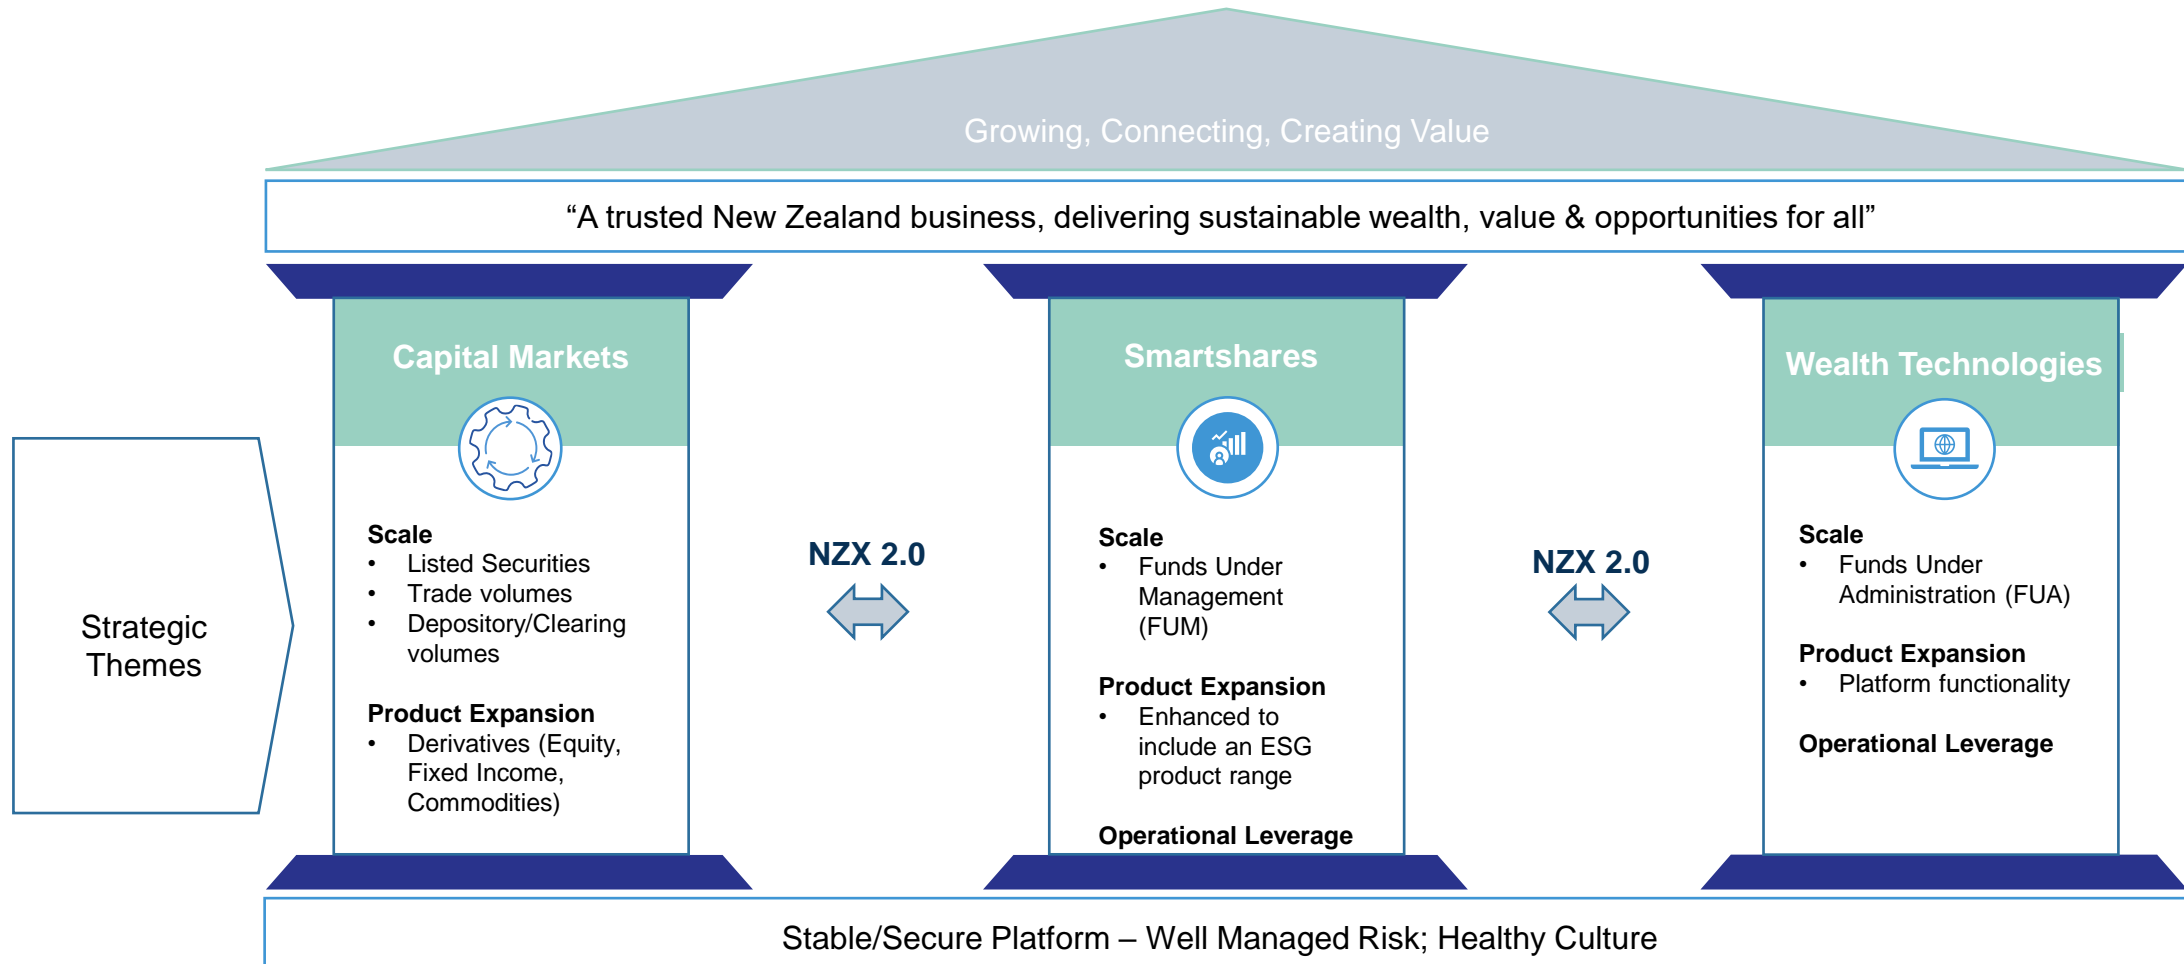 Growing, Connecting, Creating Value
“A trusted New Zealand business, delivering sustainable wealth, value & opportunities for all”
Strategic
Themes
Capital Markets
Scale
• Listed Securities
• Trade volumes
• Depository/Clearing
volumes
Product Expansion
• Derivatives (Equity,
Fixed Income,
Commodities)
NZX 2.0
Smartshares
Scale
• Funds Under
Management
(FUM)
Product Expansion
• Enhanced to
include an ESG
product range
Operational Leverage
NZX 2.0
Wealth Technologies
Scale
• Funds Under
Administration (FUA)
Product Expansion
• Platform functionality
Operational Leverage
Stable/Secure Platform – Well Managed Risk; Healthy Culture